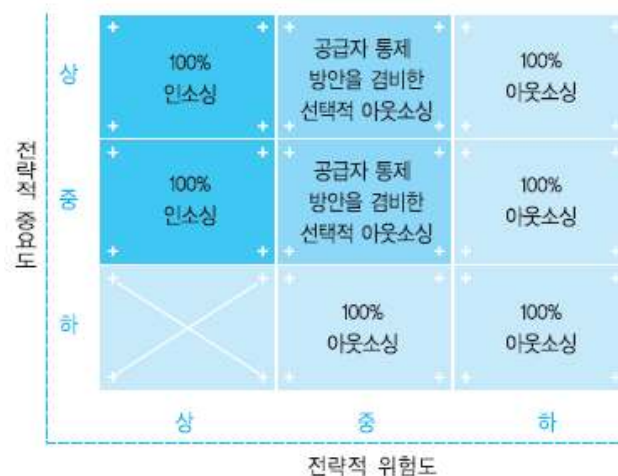 전략적 중요도
상
100%
인소싱
공급자 통제
방안을 겸비한
선택적 아웃소싱
100%
아웃소싱
중
100%
인소싱
공급자 통제
방안을 겸비한
선택적 아웃소싱
100%
아웃소싱
하
100%
아웃소싱
100%
아웃소싱
상
중
하
전략적 위험도